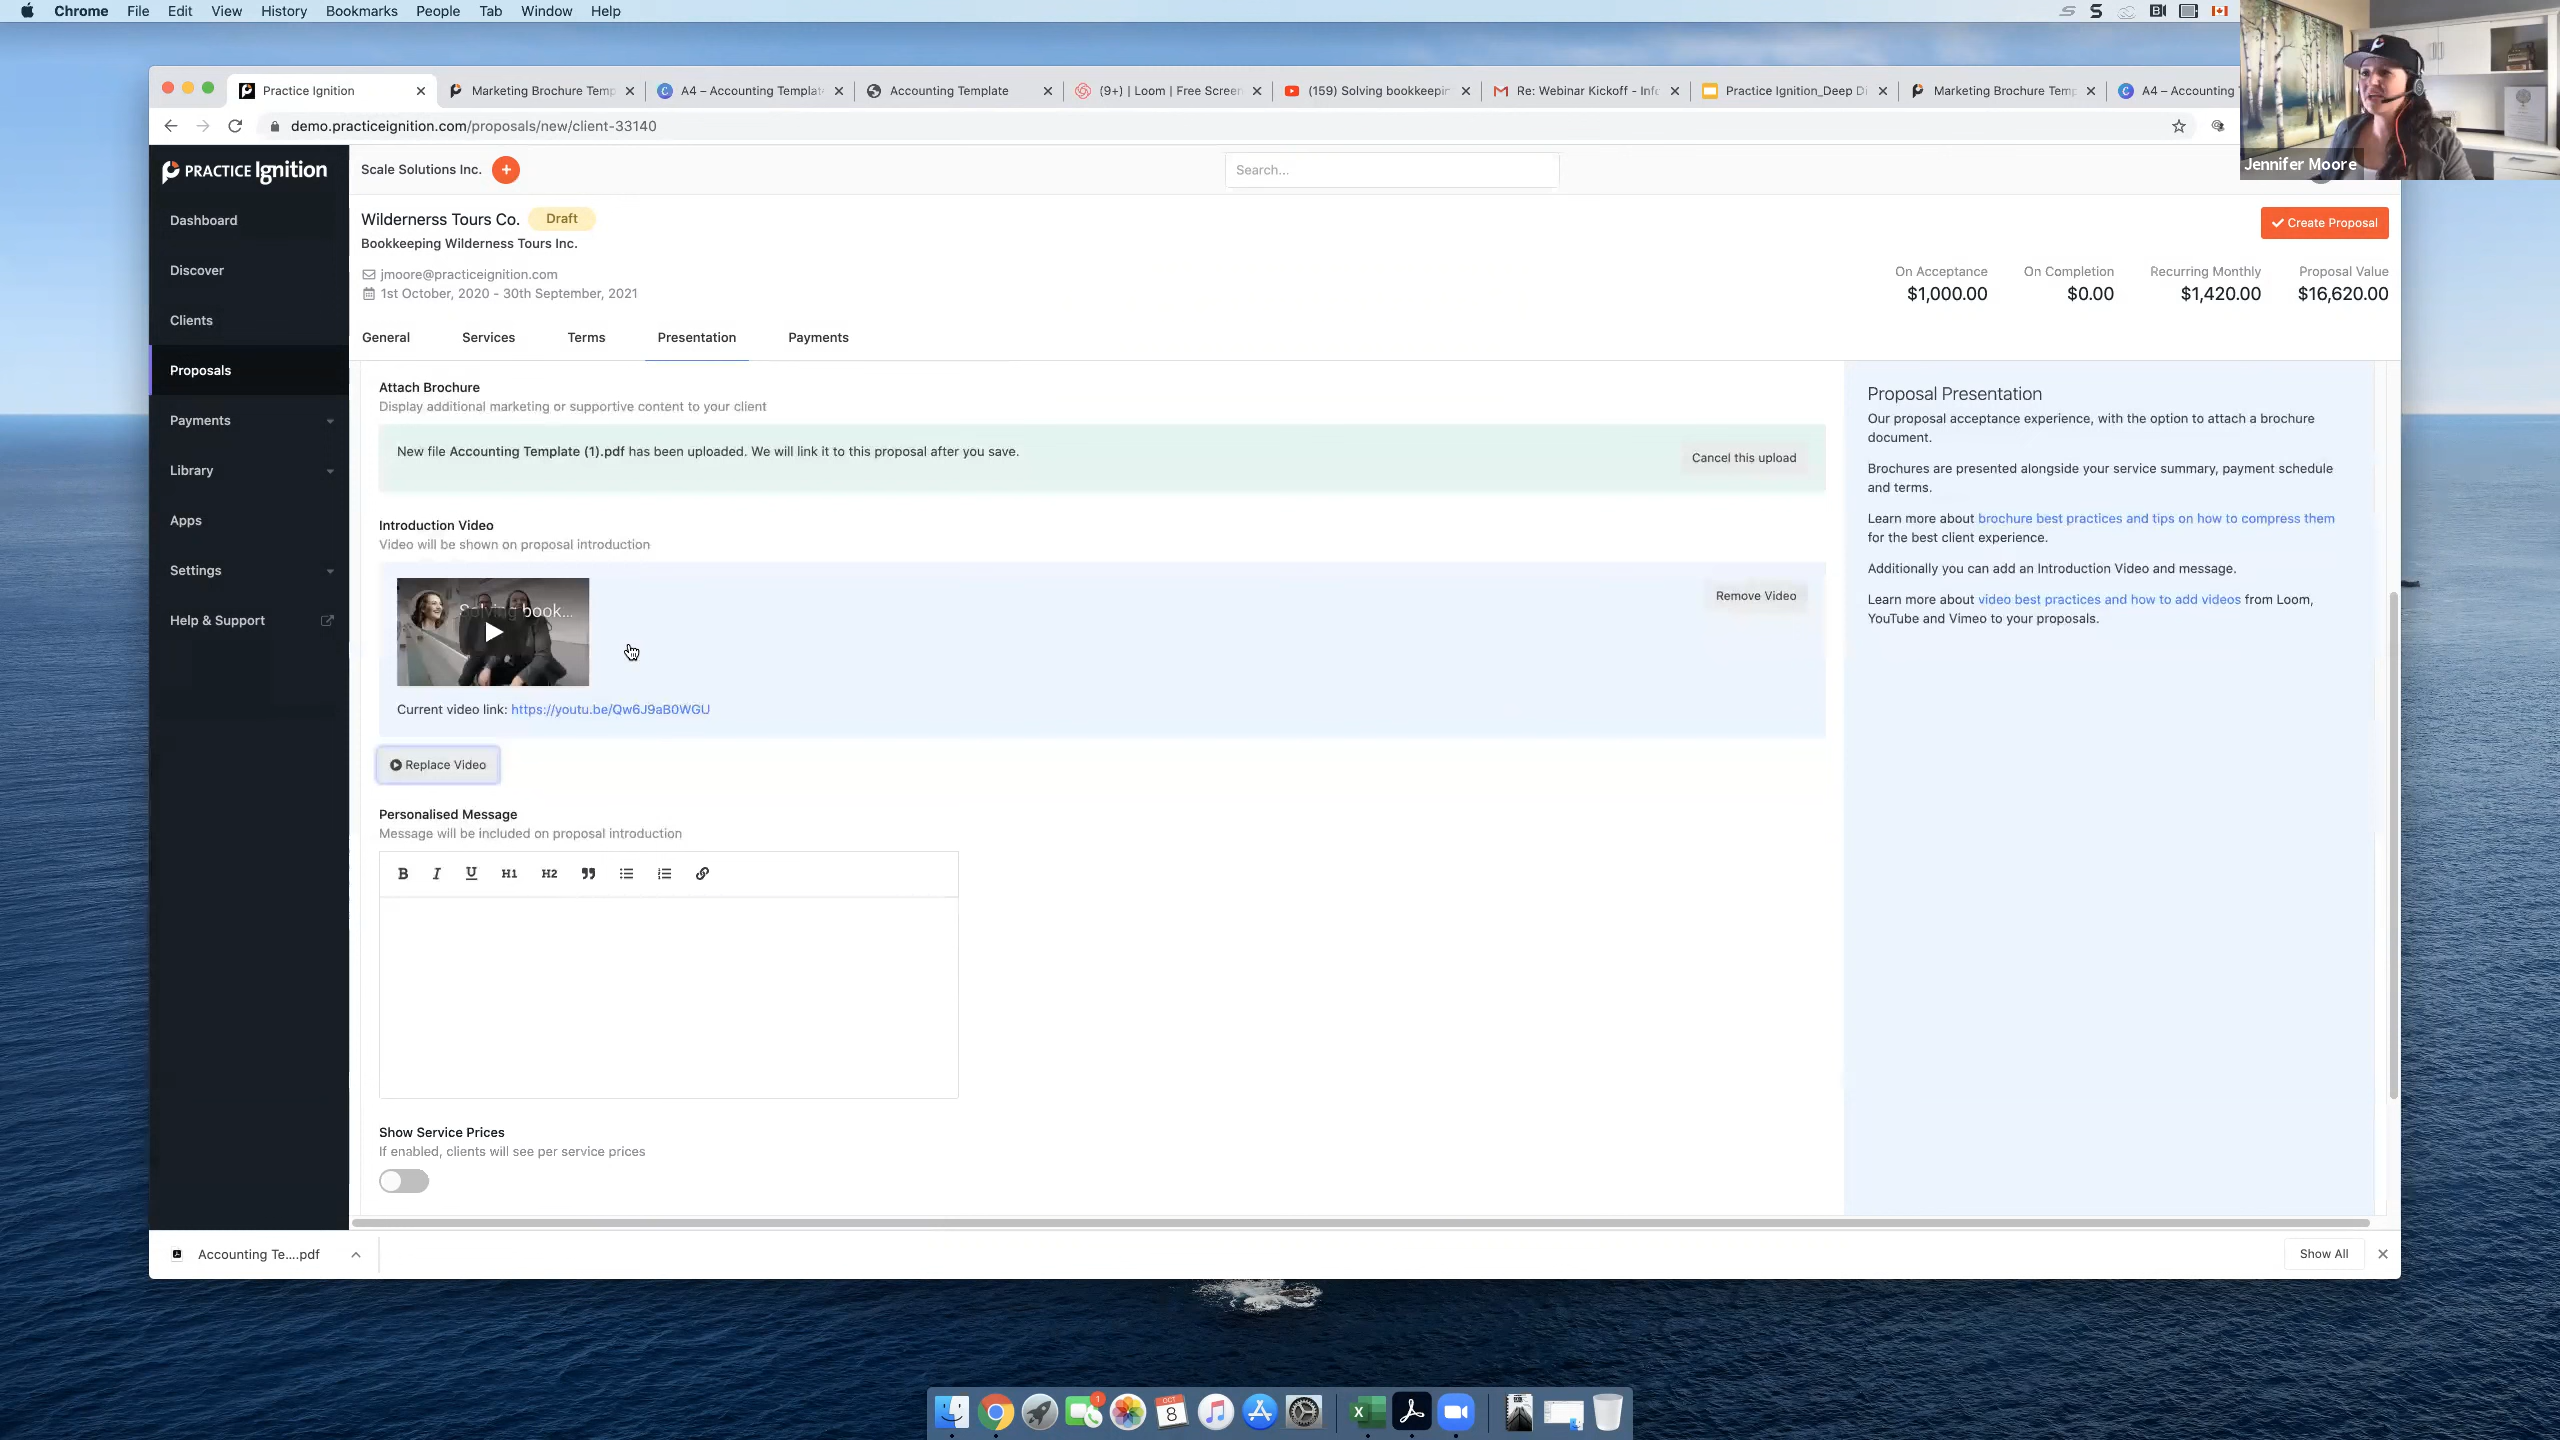 Chrome File Edit View History Bookmarks People Tab Window Help
Practice Ignition
Marketing Brochure Temp
A4 – Accounting Templat
Accounting Template
(9+) | Loom | Free Screen
(159) Solving bookkeepin
Re: Webinar Kickoff - Info
Practice Ignition_Deep D
Marketing Brochure Temp
A4 – Accounting
demo.practiceignition.com/proposals/new/client-33140
Jennifer Moore
PRACTICE Ignition
Scale Solutions Inc.
Search...
Dashboard
Discover
Clients
Proposals
Payments
Library
Apps
Settings
Help & Support
Wildernerss Tours Co. Draft
Create Proposal
Bookkeeping Wilderness Tours Inc.
jmoore@practiceignition.com
1st October, 2020 - 30th September, 2021
On Acceptance On Completion Recurring Monthly Proposal Value
$1,000.00 $0.00 $1,420.00 $16,620.00
General Services Terms Presentation Payments
Attach Brochure
Display additional marketing or supportive content to your client
New file Accounting Template (1).pdf has been uploaded. We will link it to this proposal after you save.
Cancel this upload
Introduction Video
Video will be shown on proposal introduction
Solving book...
Remove Video
Current video link: https://youtu.be/Qw6J9aB0WGU
Replace Video
Personalised Message
Message will be included on proposal introduction
B I U H1 H2
Show Service Prices
If enabled, clients will see per service prices
Proposal Presentation
Our proposal acceptance experience, with the option to attach a brochure
document.
Brochures are presented alongside your service summary, payment schedule
and terms.
Learn more about brochure best practices and tips on how to compress them
for the best client experience.
Additionally you can add an Introduction Video and message.
Learn more about video best practices and how to add videos from Loom,
YouTube and Vimeo to your proposals.
Accounting Te....pdf
Show All
1
OCT
8